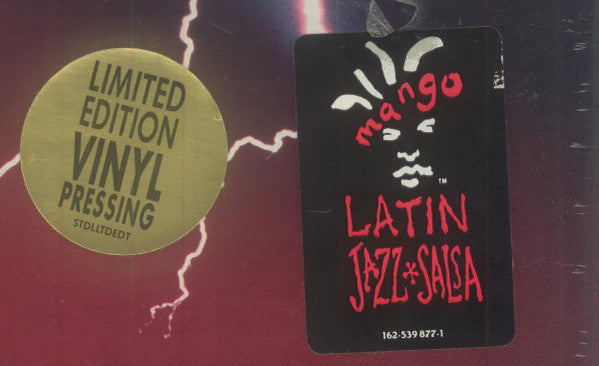 LIMITED
EDITION
VINYL
PRESSING
STDLLTDEDT
mango
TM
LATIN
JAZZ*SALSA
162-539 877-1